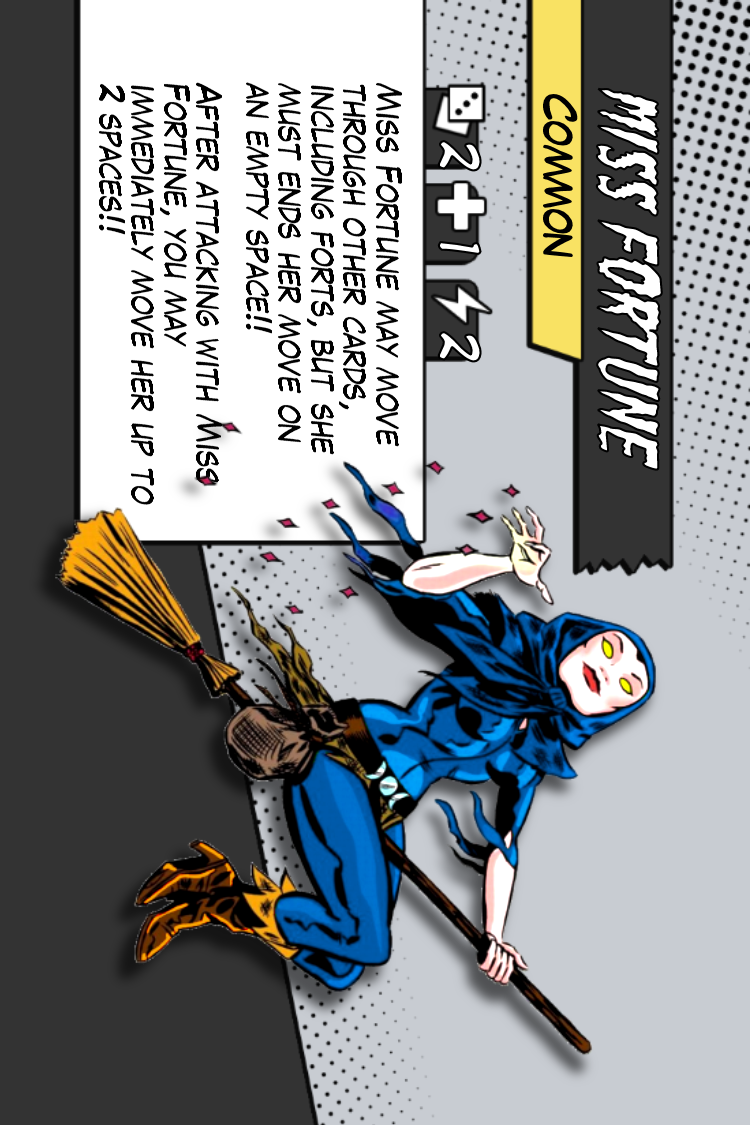 MISS FORTUNE
COMMON
2 1 2
MISS FORTUNE MAY MOVE
THROUGH OTHER CARDS,
INCLUDING FORTS, BUT SHE
MUST ENDS HER MOVE ON
AN EMPTY SPACE!!
AFTER ATTACKING WITH MISS
FORTUNE, YOU MAY
IMMEDIATELY MOVE HER UP TO
2 SPACES!!